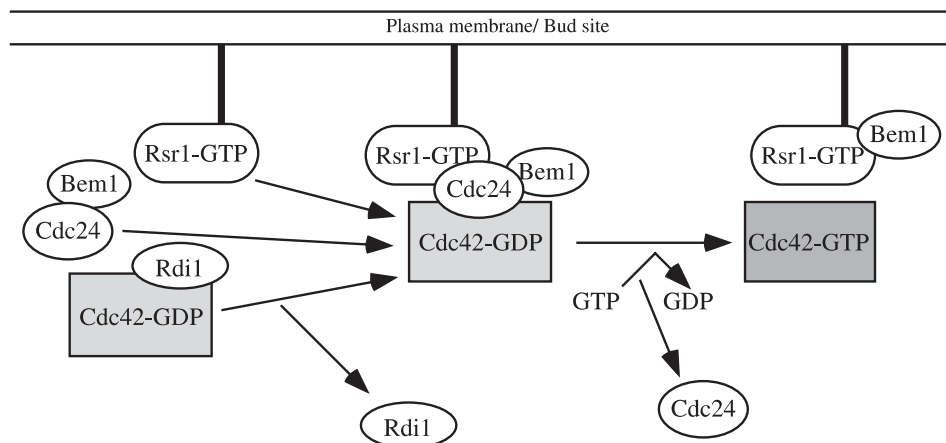 Plasma membrane/ Bud site
Rsr1-GTP
Bem1
Cdc24
Rdi1
Cdc42-GDP
Rdi1
Rsr1-GTP
Bem1
Cdc24
Cdc42-GDP
GTP
GDP
Cdc24
Rsr1-GTP
Bem1
Cdc42-GTP